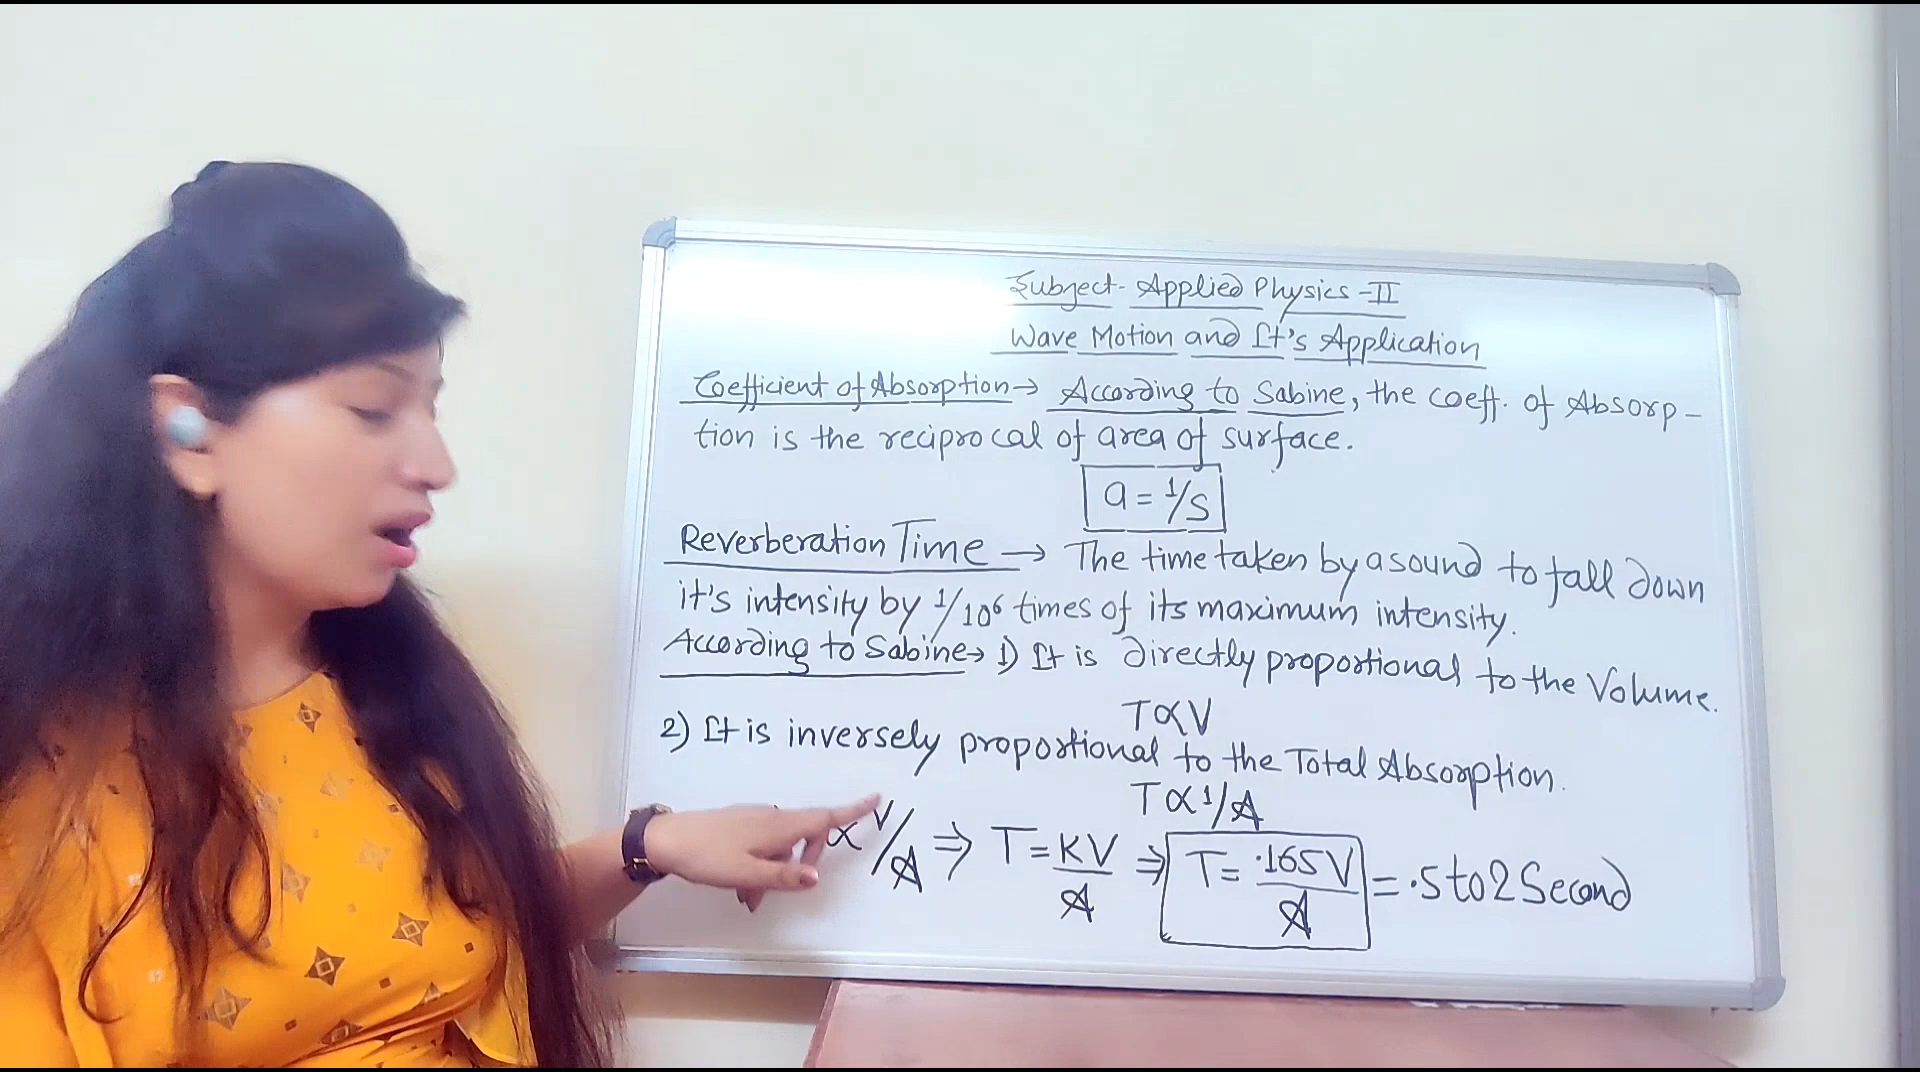 Subject- Applied Physics-II
Wave Motion and It's Application
Coefficient of Absorption → According to Sabine, the coeff. of Absorp-
tion is the reciprocal of area of surface.
a = 1/S
Reverberation Time → The time taken by a sound to fall down
it's intensity by 1/10⁶ times of its maximum intensity.
According to Sabine → 1) It is directly proportional to the Volume.
T∝V
2) It is inversely proportional to the Total Absorption.
T∝1/A
∝ V/A ⇒ T = KV/A ⇒ T = .165V/A = .5 to 2 Second